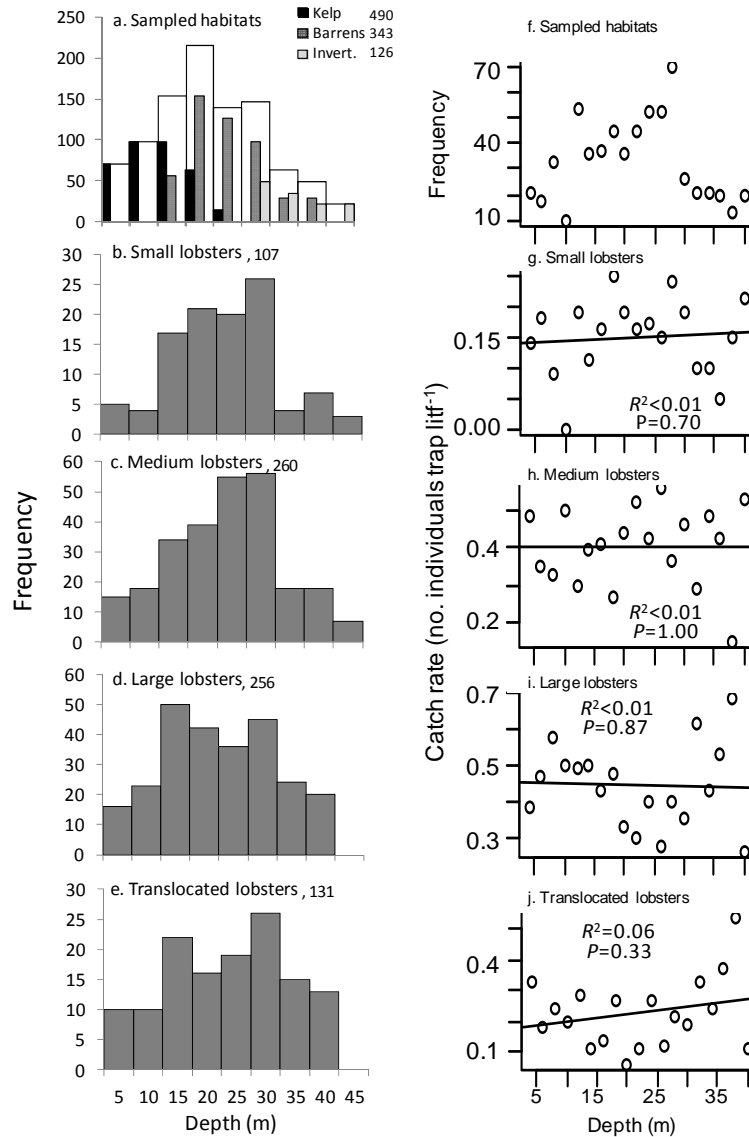 a. Sampled habitats
Kelp 490
Barrens 343
Invert. 126
250
200
150
100
50
0
b. Small lobsters , 107
30
25
20
15
10
5
0
c. Medium lobsters , 260
60
50
40
30
20
10
0
d. Large lobsters , 256
60
50
40
30
20
10
0
e. Translocated lobsters , 131
30
25
20
15
10
5
0
5 10 15 20 25 30 35 40 45
Depth (m)
Frequency
f. Sampled habitats
70
40
10
Frequency
g. Small lobsters
0.15
0.00
R²<0.01
P=0.70
h. Medium lobsters
0.4
0.2
R²<0.01
P=1.00
i. Large lobsters
0.7
0.5
0.3
R²<0.01
P=0.87
j. Translocated lobsters
0.4
0.1
R²=0.06
P=0.33
5 15 25 35
Depth (m)
Catch rate (no. individuals trap litf⁻¹)